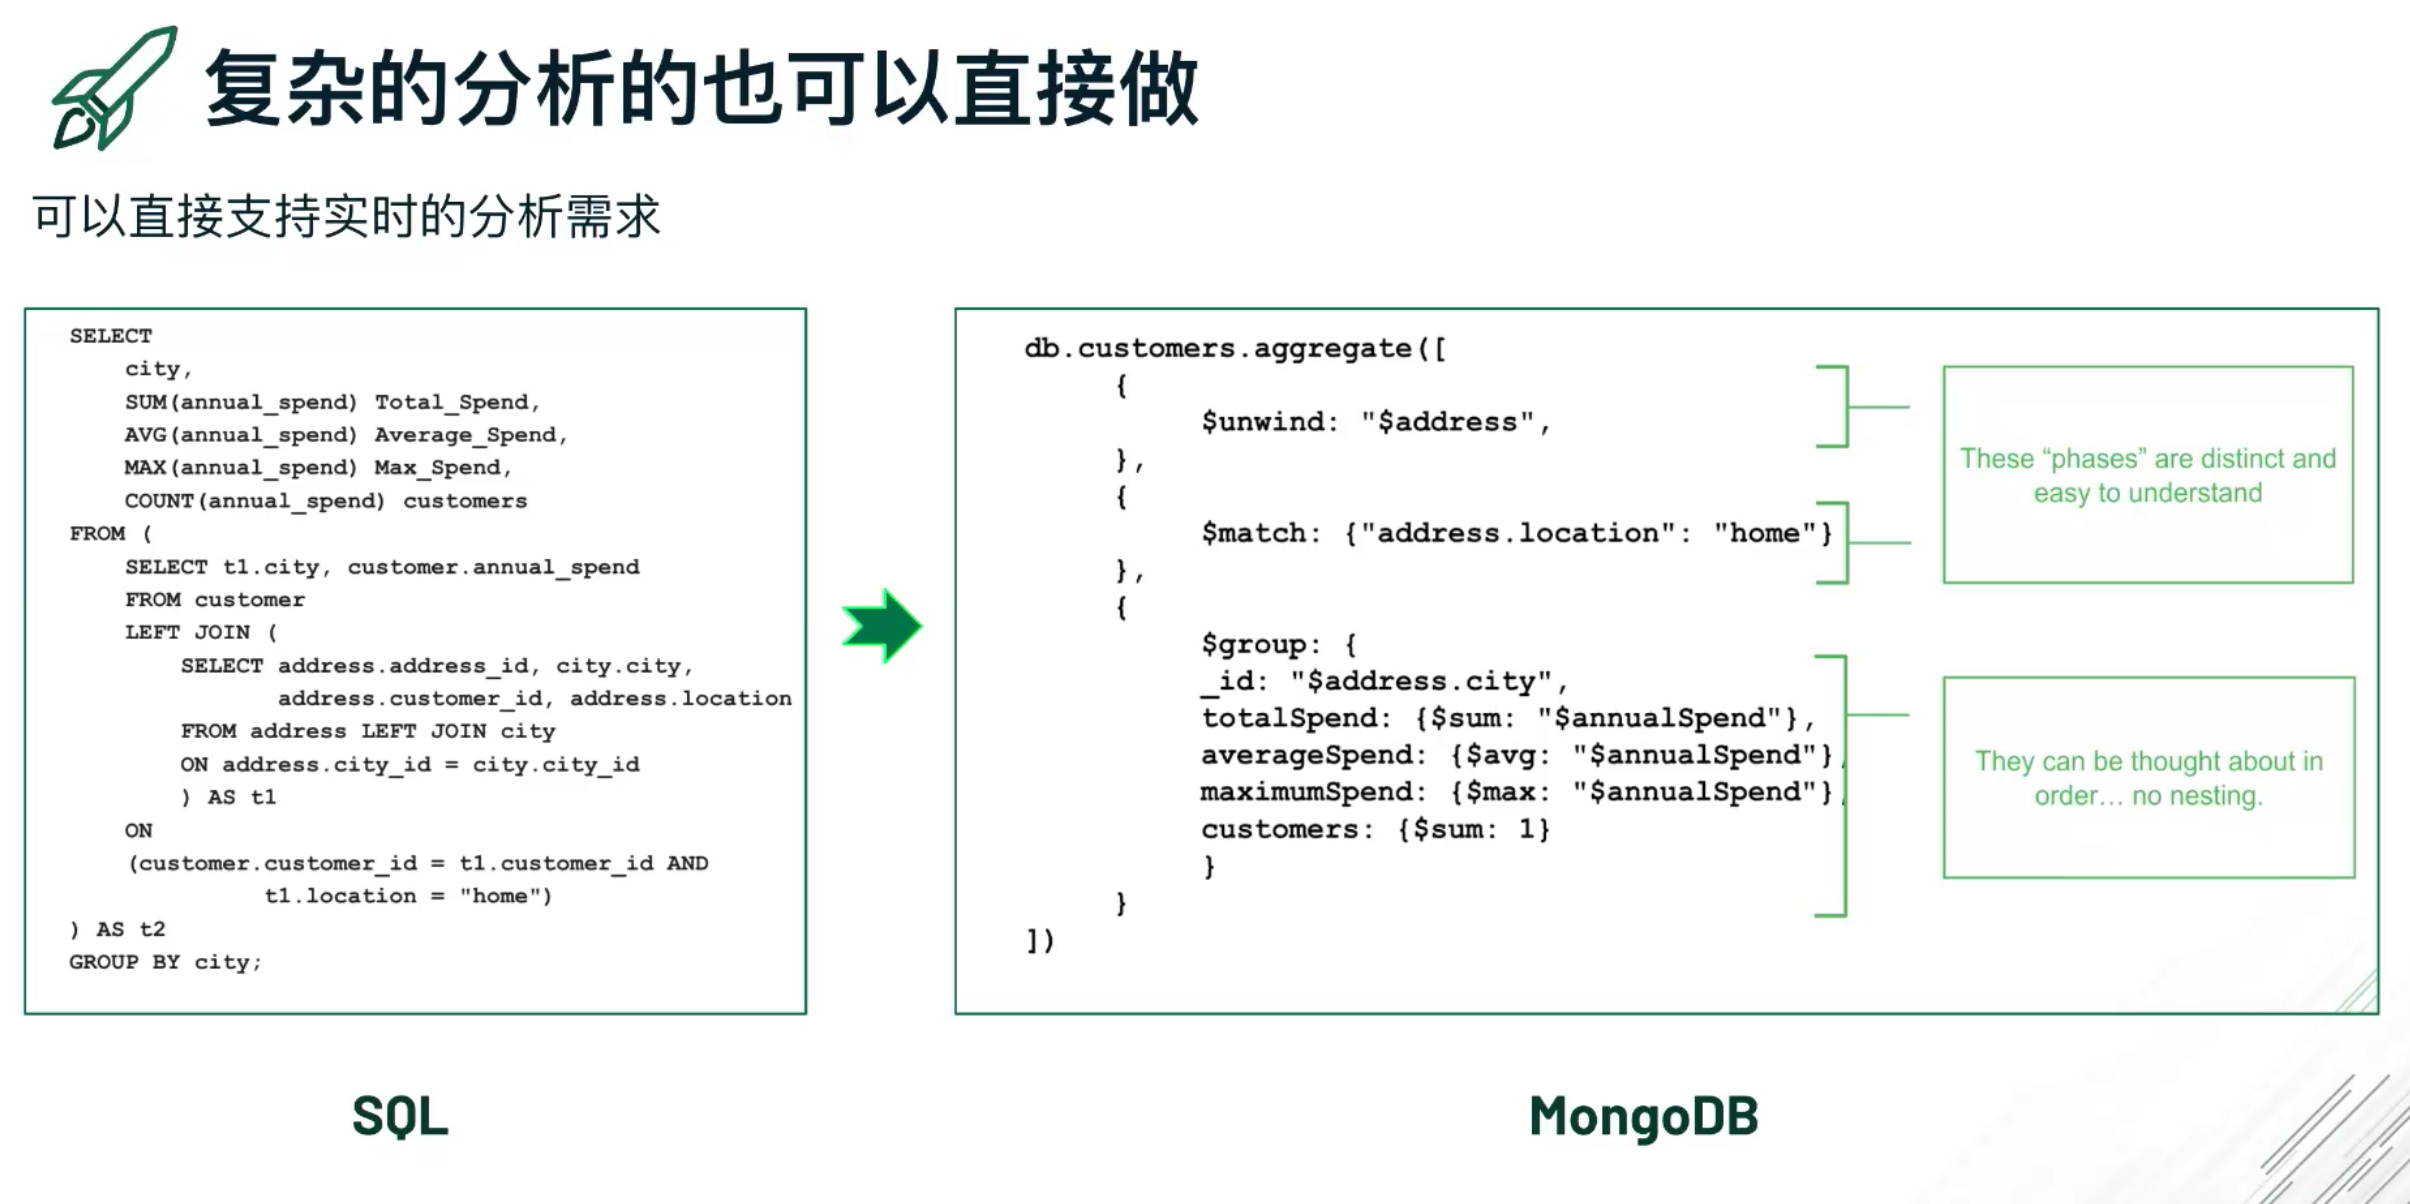 复杂的分析的也可以直接做
可以直接支持实时的分析需求
SELECT
city,
SUM(annual_spend) Total_Spend,
AVG(annual_spend) Average_Spend,
MAX(annual_spend) Max_Spend,
COUNT(annual_spend) customers
FROM (
SELECT t1.city, customer.annual_spend
FROM customer
LEFT JOIN (
SELECT address.address_id, city.city,
address.customer_id, address.location
FROM address LEFT JOIN city
ON address.city_id = city.city_id
) AS t1
ON
(customer.customer_id = t1.customer_id AND
t1.location = "home")
) AS t2
GROUP BY city;
SQL
db.customers.aggregate([
{
$unwind: "$address",
},
{
$match: {"address.location": "home"}
},
{
$group: {
_id: "$address.city",
totalSpend: {$sum: "$annualSpend"},
averageSpend: {$avg: "$annualSpend"},
maximumSpend: {$max: "$annualSpend"},
customers: {$sum: 1}
}
}
])
These “phases” are distinct and
easy to understand
They can be thought about in
order… no nesting.
MongoDB